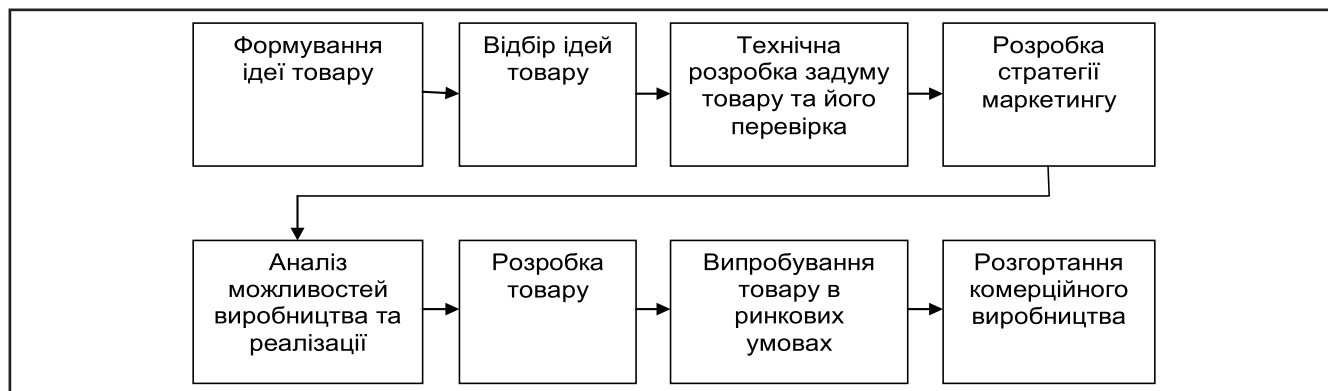 Формування
ідеї товару
Відбір ідей
товару
Технічна
розробка задуму
товару та його
перевірка
Розробка
стратегії
маркетингу
Аналіз
можливостей
виробництва та
реалізації
Розробка
товару
Випробування
товару в
ринкових
умовах
Розгортання
комерційного
виробництва